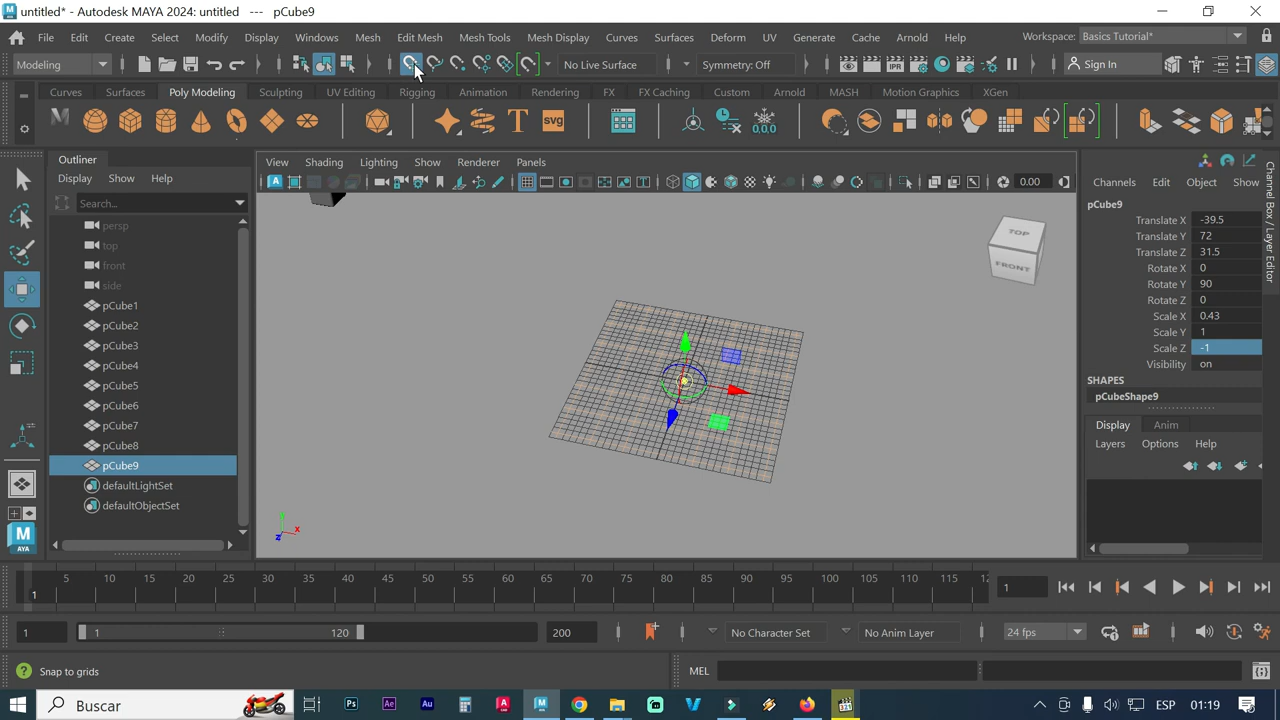 untitled* - Autodesk MAYA 2024: untitled   ---   pCube9
File Edit Create Select Modify Display Windows Mesh Edit Mesh Mesh Tools Mesh Display Curves Surfaces Deform UV Generate Cache Arnold Help Workspace: Basics Tutorial*
Modeling No Live Surface Symmetry: Off Sign In
Curves Surfaces Poly Modeling Sculpting UV Editing Rigging Animation Rendering FX FX Caching Custom Arnold MASH Motion Graphics XGen
Outliner
Display Show Help
Search...
persp
top
front
side
pCube1
pCube2
pCube3
pCube4
pCube5
pCube6
pCube7
pCube8
pCube9
defaultLightSet
defaultObjectSet
View Shading Lighting Show Renderer Panels
0.00
TOP
FRONT
Channels Edit Object Show
pCube9
Translate X -39.5
Translate Y 72
Translate Z 31.5
Rotate X 0
Rotate Y 90
Rotate Z 0
Scale X 0.43
Scale Y 1
Scale Z -1
Visibility on
SHAPES
pCubeShape9
Display Anim
Layers Options Help
Channel Box / Layer Editor
5 10 15 20 25 30 35 40 45 50 55 60 65 70 75 80 85 90 95 100 105 110 115 12
1 1
1 1 120 200 No Character Set No Anim Layer 24 fps
Snap to grids MEL
Buscar ESP 01:19